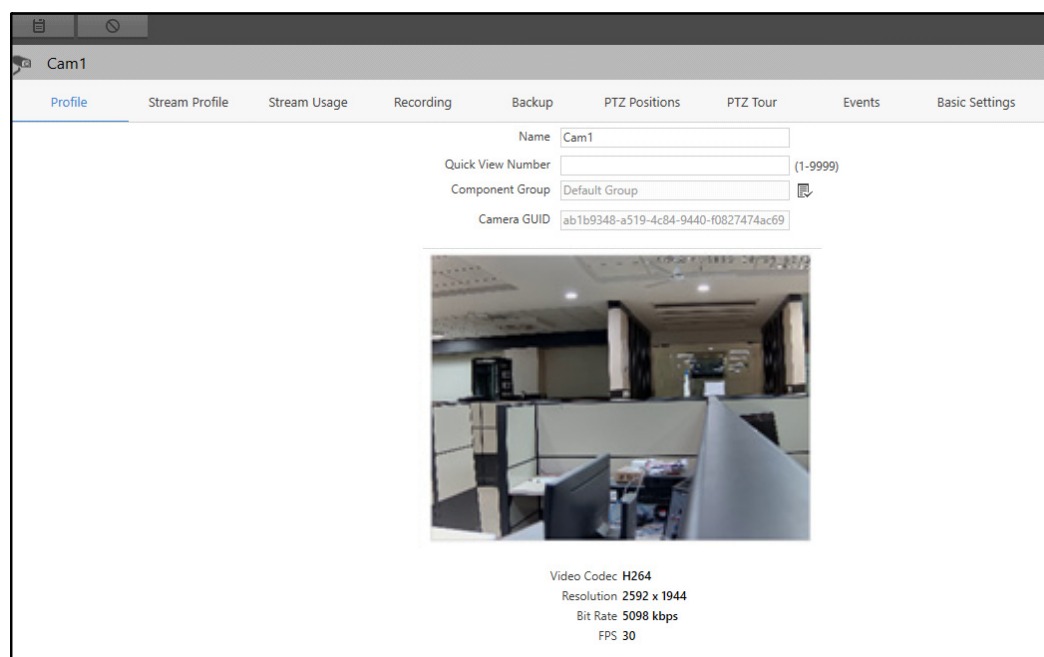 Cam1
Profile Stream Profile Stream Usage Recording Backup PTZ Positions PTZ Tour Events Basic Settings
Name Cam1
Quick View Number (1-9999)
Component Group Default Group
Camera GUID ab1b9348-a519-4c84-9440-f0827474ac69
Video Codec H264
Resolution 2592 x 1944
Bit Rate 5098 kbps
FPS 30